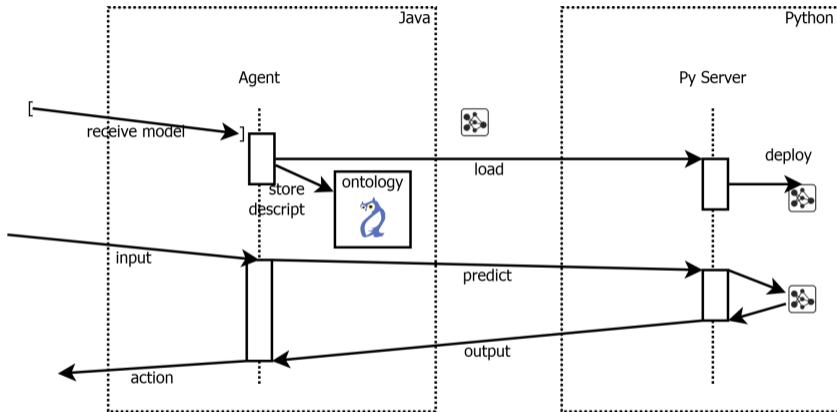 Java
Python
Agent
Py Server
[
]
receive model
load
deploy
store
descript
ontology
input
predict
output
action